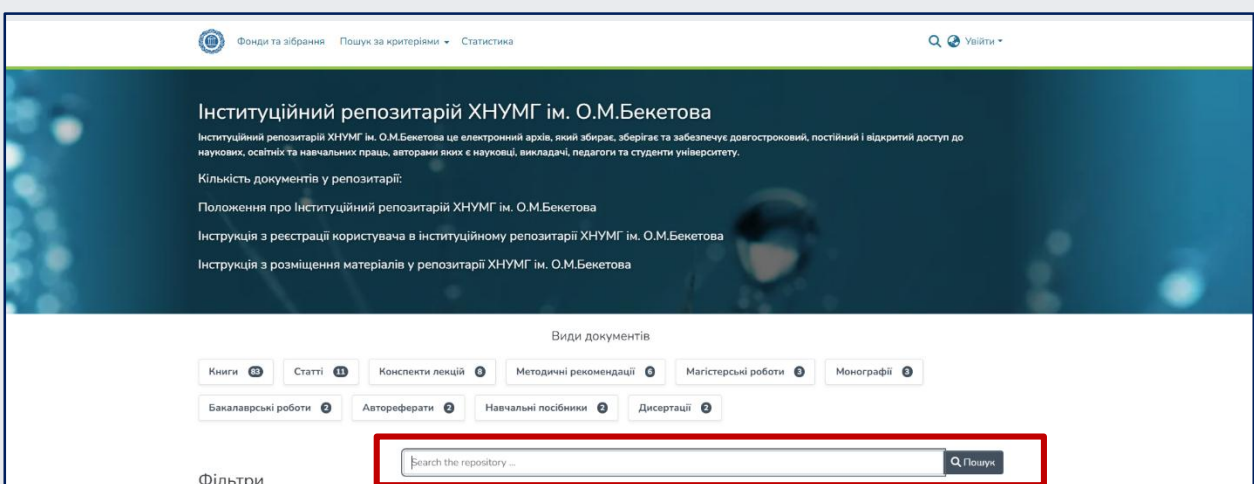 Фонди та зібрання Пошук за критеріями Статистика Увійти
Інституційний репозитарій ХНУМГ ім. О.М.Бекетова
Інституційний репозитарій ХНУМГ ім. О.М.Бекетова це електронний архів, який збирає, зберігає та забезпечує довгостроковий, постійний і відкритий доступ до
наукових, освітніх та навчальних праць, авторами яких є науковці, викладачі, педагоги та студенти університету.
Кількість документів у репозитарії:
Положення про Інституційний репозитарій ХНУМГ ім. О.М.Бекетова
Інструкція з реєстрації користувача в інституційному репозитарії ХНУМГ ім. О.М.Бекетова
Інструкція з розміщення матеріалів у репозитарії ХНУМГ ім. О.М.Бекетова
Види документів
Книги 83 Статті 11 Конспекти лекцій 8 Методичні рекомендації 6 Магістерські роботи 3 Монографії 3
Бакалаврські роботи 2 Автореферати 2 Навчальні посібники 2 Дисертації 2
Search the repository ... Пошук
Фільтри